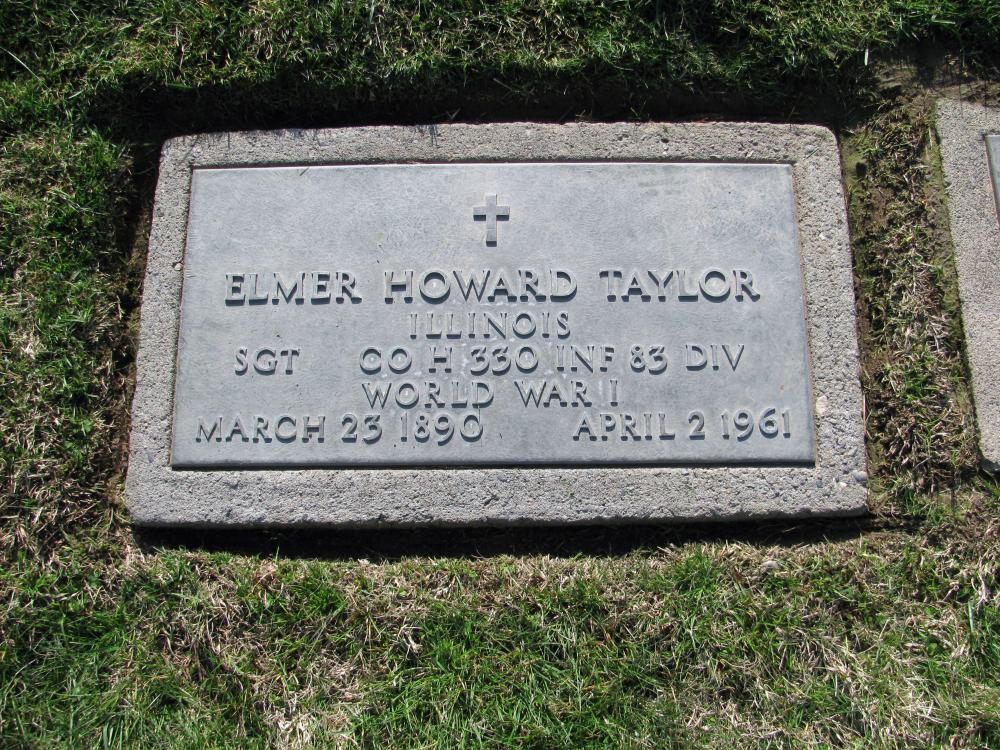 ELMER HOWARD TAYLOR
ILLINOIS
SGT CO H 330 INF 83 DIV
WORLD WAR I
MARCH 23 1890 APRIL 2 1961